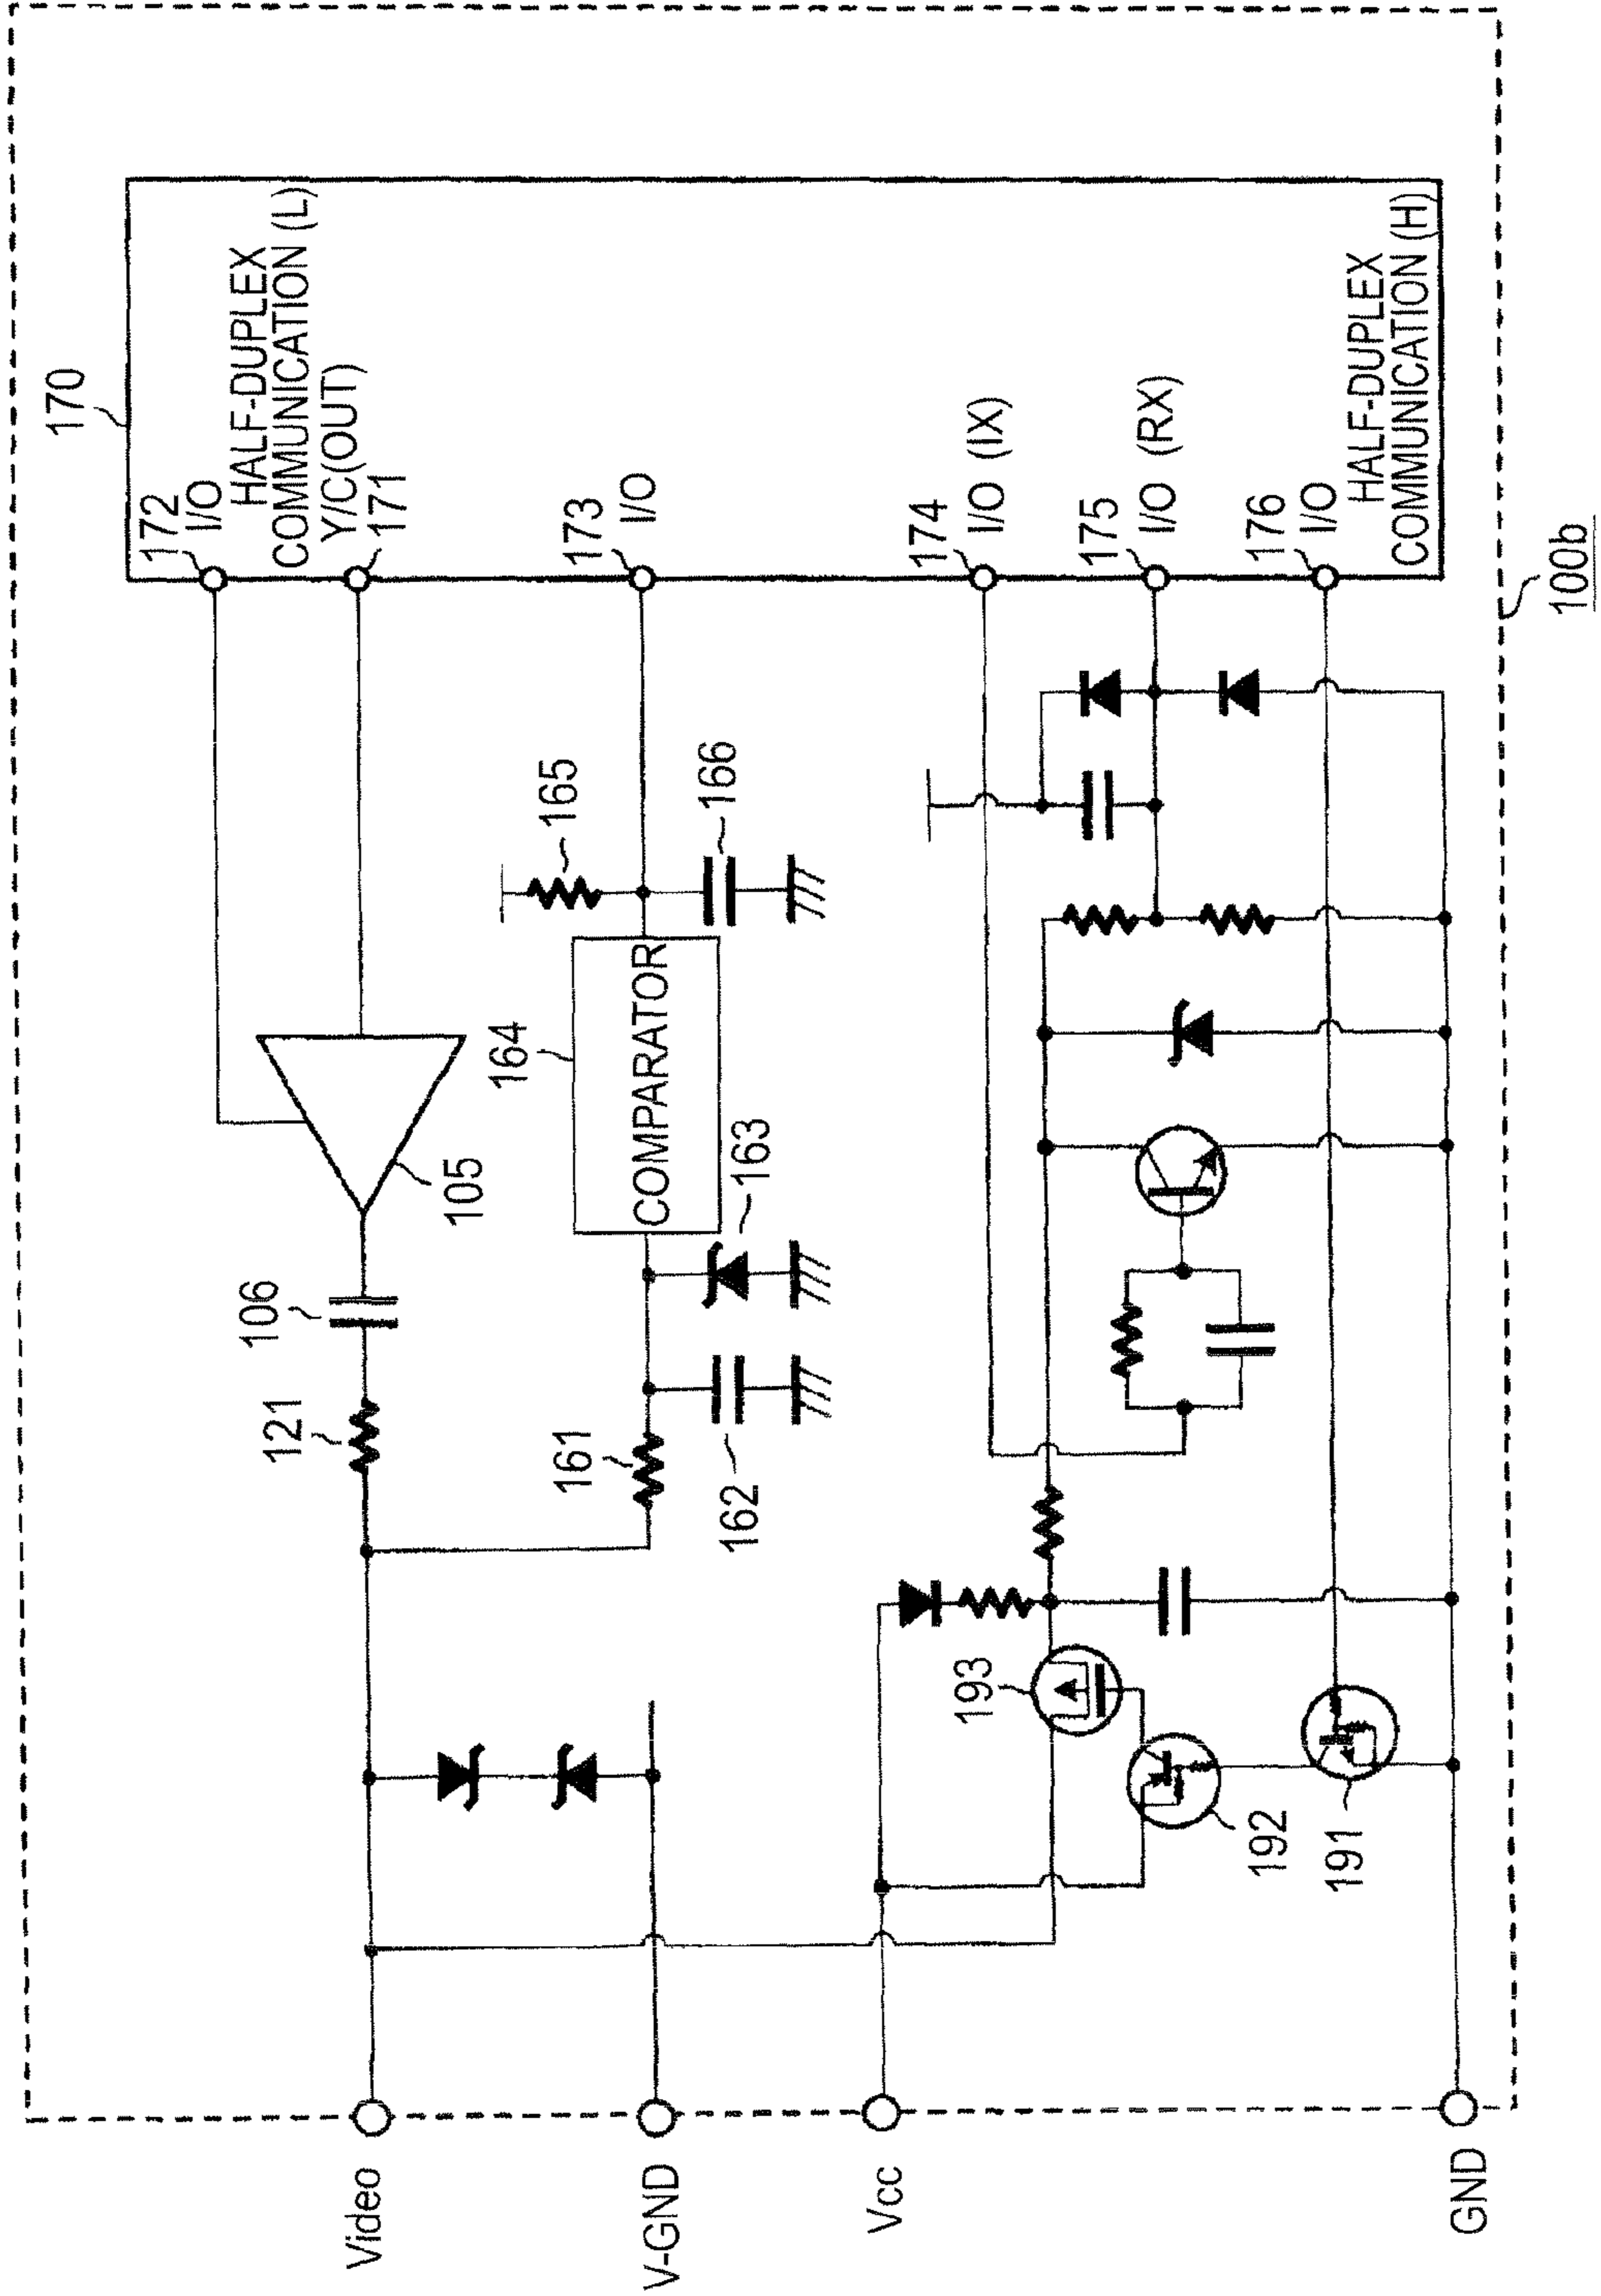 170
172
I/O
HALF-DUPLEX
COMMUNICATION (L)
Y/C(OUT)
171
173
I/O
174
I/O (IX)
175
I/O (RX)
176
I/O
HALF-DUPLEX
COMMUNICATION (H)
105
106
121
165
166
164
COMPARATOR
163
161
162
193
192
191
Video
V-GND
Vcc
GND
100b